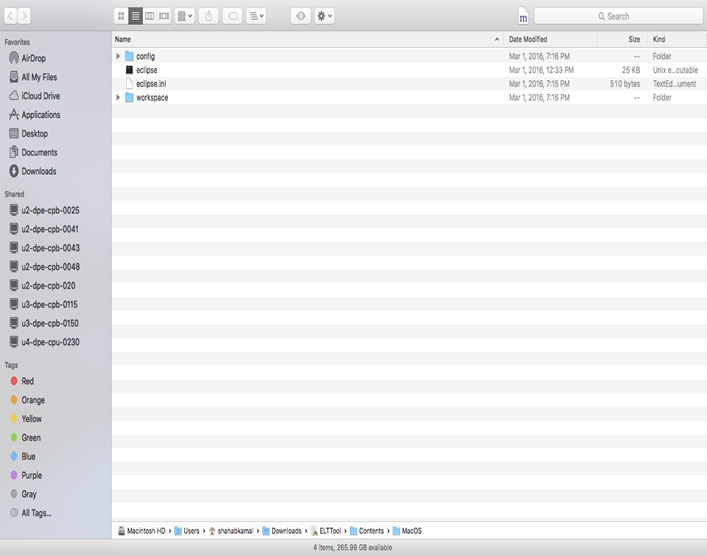 m
Search
Favorites
AirDrop
All My Files
iCloud Drive
Applications
Desktop
Documents
Downloads
Shared
u2-dpe-cpb-0025
u2-dpe-cpb-0041
u2-dpe-cpb-0043
u2-dpe-cpb-0048
u2-dpe-cpb-020
u3-dpe-cpb-0115
u3-dpe-cpb-0150
u4-dpe-cpu-0230
Tags
Red
Orange
Yellow
Green
Blue
Purple
Gray
All Tags...
Name Date Modified Size Kind
config Mar 1, 2016, 7:16 PM -- Folder
eclipse Mar 1, 2016, 12:33 PM 25 KB Unix e...cutable
eclipse.ini Mar 1, 2016, 7:15 PM 510 bytes TextEd...ument
workspace Mar 1, 2016, 7:16 PM -- Folder
Macintosh HD Users shahabkamal Downloads ELTTool Contents MacOS
4 items, 265.99 GB available